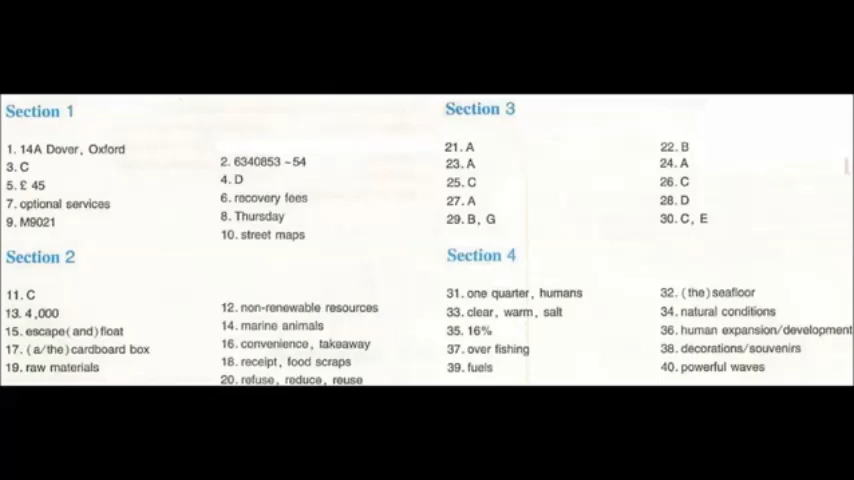 Section 1
1. 14A Dover, Oxford
2. 6340853 -54
3. C
4. D
5. £ 45
6. recovery fees
7. optional services
8. Thursday
9. M9021
10. street maps
Section 2
11. C
12. non-renewable resources
13. 4,000
14. marine animals
15. escape(and)float
16. convenience, takeaway
17. (a/the)cardboard box
18. receipt, food scraps
19. raw materials
20. refuse, reduce, reuse
Section 3
21. A
22. B
23. A
24. A
25. C
26. C
27. A
28. D
29. B, G
30. C, E
Section 4
31. one quarter, humans
32. (the)seafloor
33. clear, warm, salt
34. natural conditions
35. 16%
36. human expansion/development
37. over fishing
38. decorations/souvenirs
39. fuels
40. powerful waves